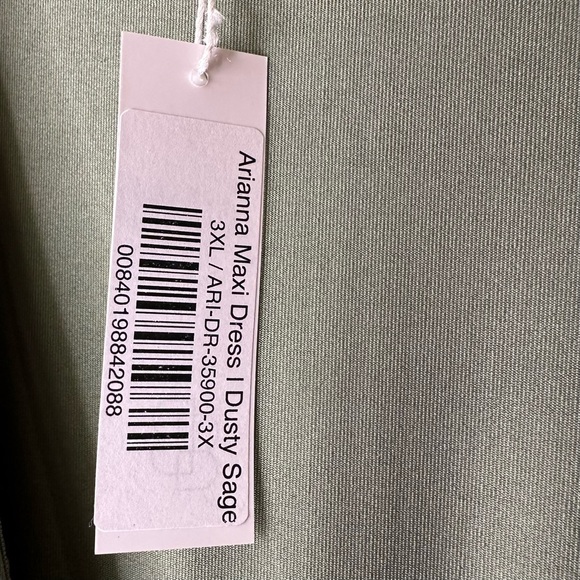 Arianna Maxi Dress | Dusty Sage
3XL / ARI-DR-35900-3X
00840198842088